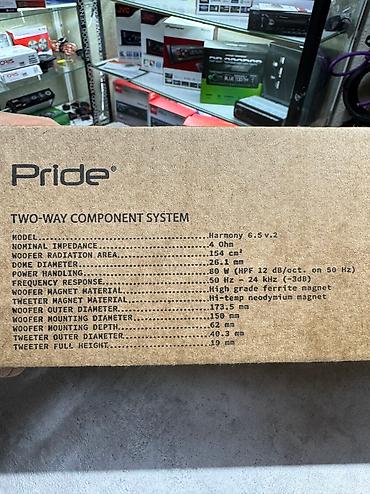 Pride®
TWO-WAY COMPONENT SYSTEM
MODEL Harmony 6.5 v.2
NOMINAL IMPEDANCE 4 Ohm
WOOFER RADIATION AREA 154 cm²
DOME DIAMETER 26.1 mm
POWER HANDLING 80 W (HPF 12 dB/oct. on 50 Hz)
FREQUENCY RESPONSE 50 Hz – 24 kHz (-3dB)
WOOFER MAGNET MATERIAL High grade ferrite magnet
TWEETER MAGNET MATERIAL Hi-temp neodymium magnet
WOOFER OUTER DIAMETER 173.5 mm
WOOFER MOUNTING DIAMETER 150 mm
WOOFER MOUNTING DEPTH 62 mm
TWEETER OUTER DIAMETER 40.3 mm
TWEETER FULL HEIGHT 19 mm